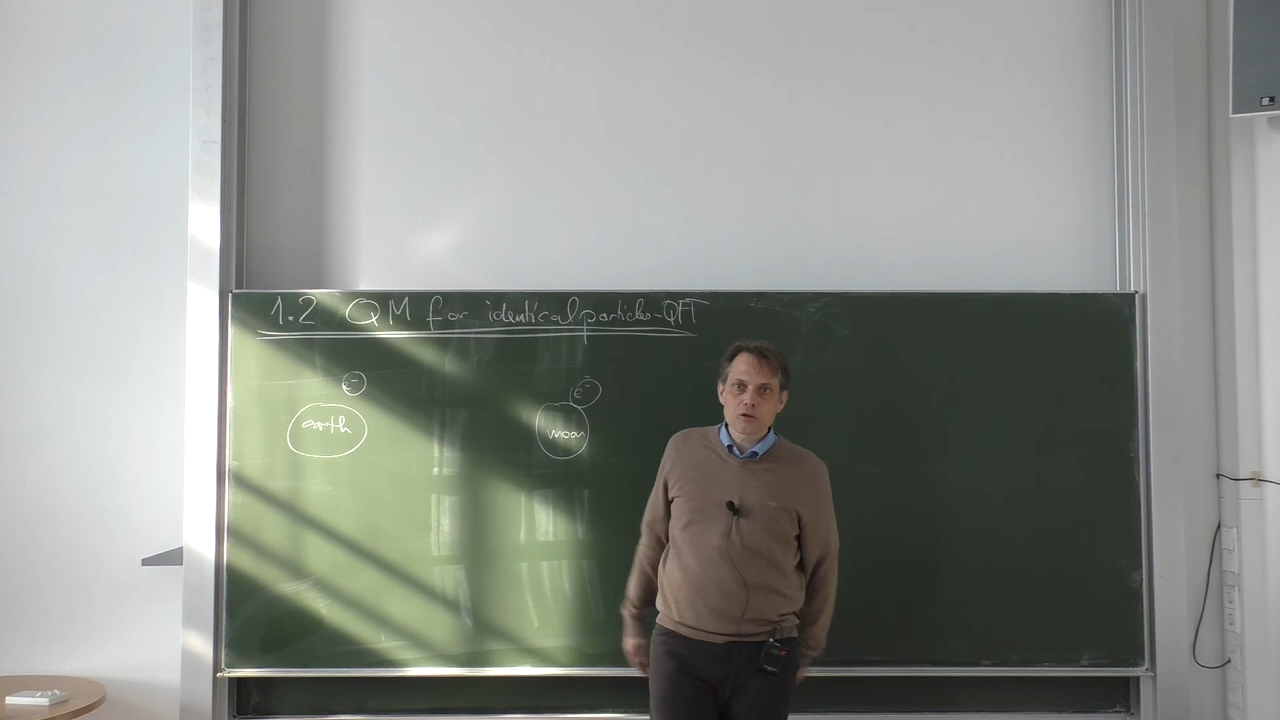 1.2 QM for identical particles-QFT
e⁻ e⁻
earth moon